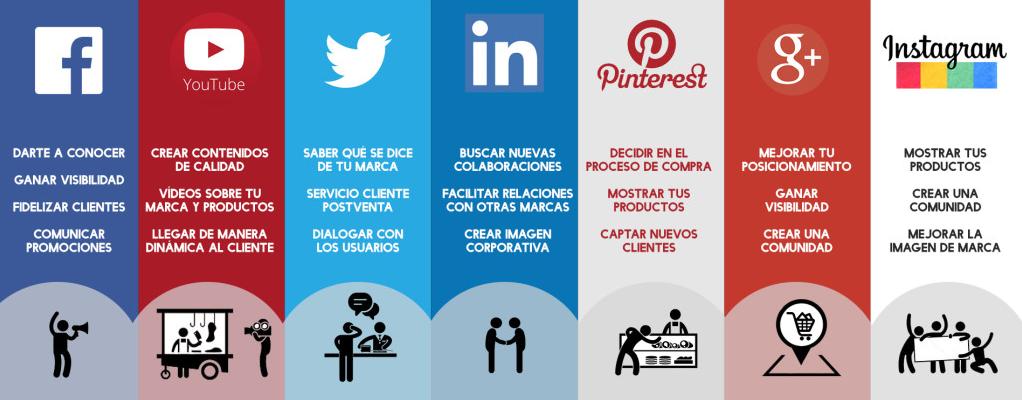 f
DARTE A CONOCER
GANAR VISIBILIDAD
FIDELIZAR CLIENTES
COMUNICAR
PROMOCIONES
YouTube
CREAR CONTENIDOS
DE CALIDAD
VÍDEOS SOBRE TU
MARCA Y PRODUCTOS
LLEGAR DE MANERA
DINÁMICA AL CLIENTE
SABER QUÉ SE DICE
DE TU MARCA
SERVICIO CLIENTE
POSTVENTA
DIALOGAR CON
LOS USUARIOS
in
BUSCAR NUEVAS
COLABORACIONES
FACILITAR RELACIONES
CON OTRAS MARCAS
CREAR IMAGEN
CORPORATIVA
P
Pinterest
DECIDIR EN EL
PROCESO DE COMPRA
MOSTRAR TUS
PRODUCTOS
CAPTAR NUEVOS
CLIENTES
g+
MEJORAR TU
POSICIONAMIENTO
GANAR
VISIBILIDAD
CREAR UNA
COMUNIDAD
Instagram
MOSTRAR TUS
PRODUCTOS
CREAR UNA
COMUNIDAD
MEJORAR LA
IMAGEN DE MARCA